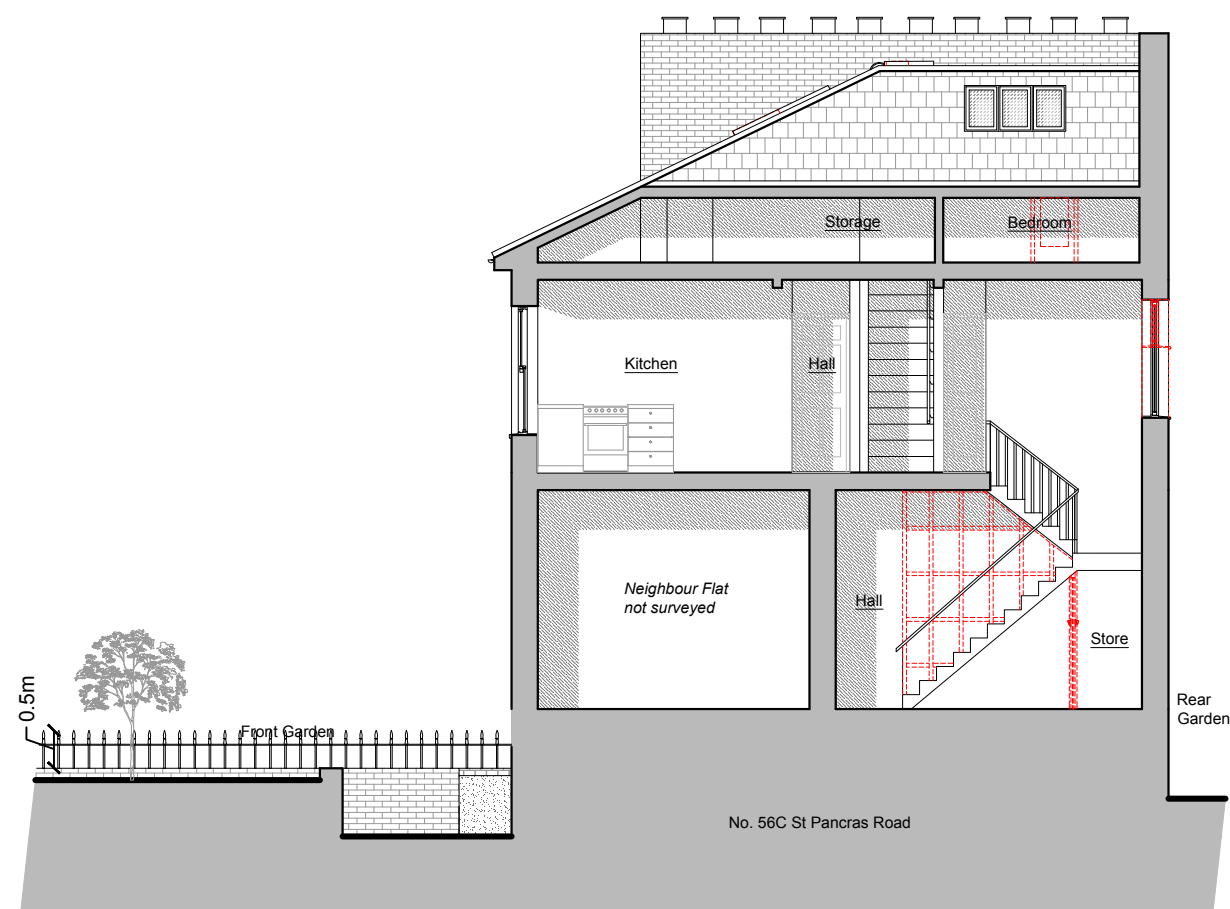 Storage
Bedroom
Kitchen
Hall
Neighbour Flat
not surveyed
Hall
Store
Rear
Garden
0.5m
Front Garden
No. 56C St Pancras Road